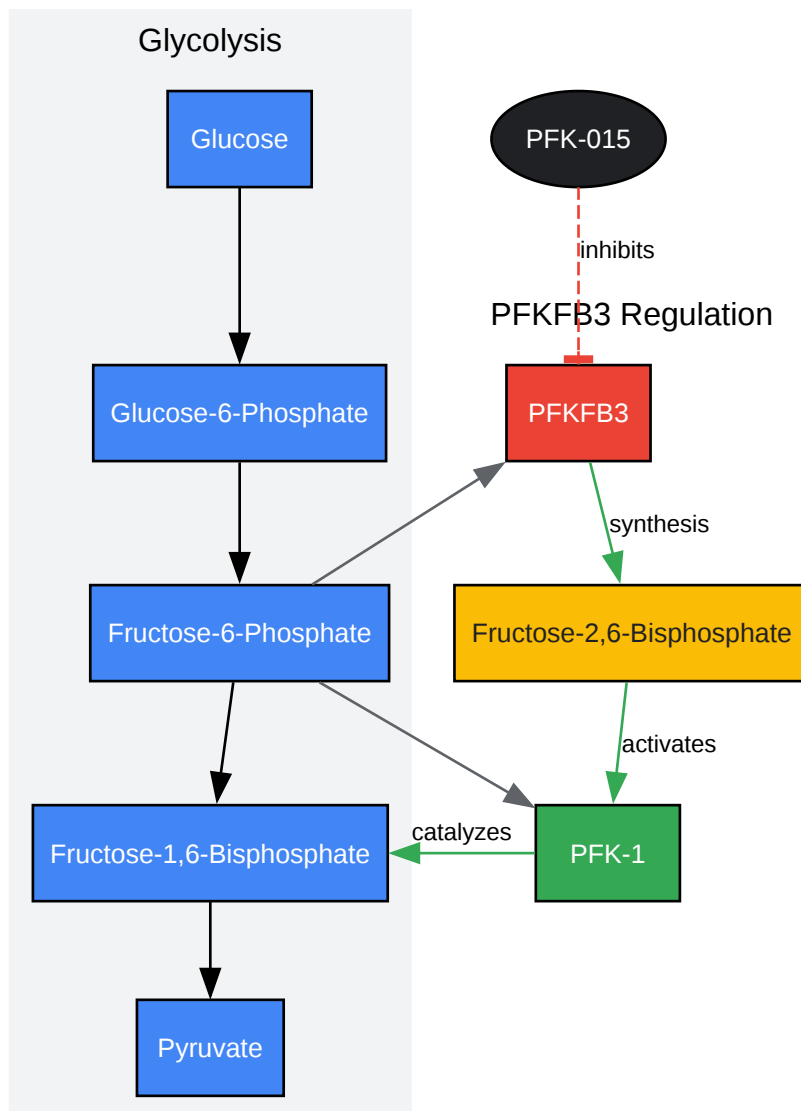 Glycolysis
Glucose
PFK-015
inhibits
PFKFB3 Regulation
Glucose-6-Phosphate
PFKFB3
synthesis
Fructose-6-Phosphate
Fructose-2,6-Bisphosphate
activates
catalyzes
Fructose-1,6-Bisphosphate
PFK-1
Pyruvate